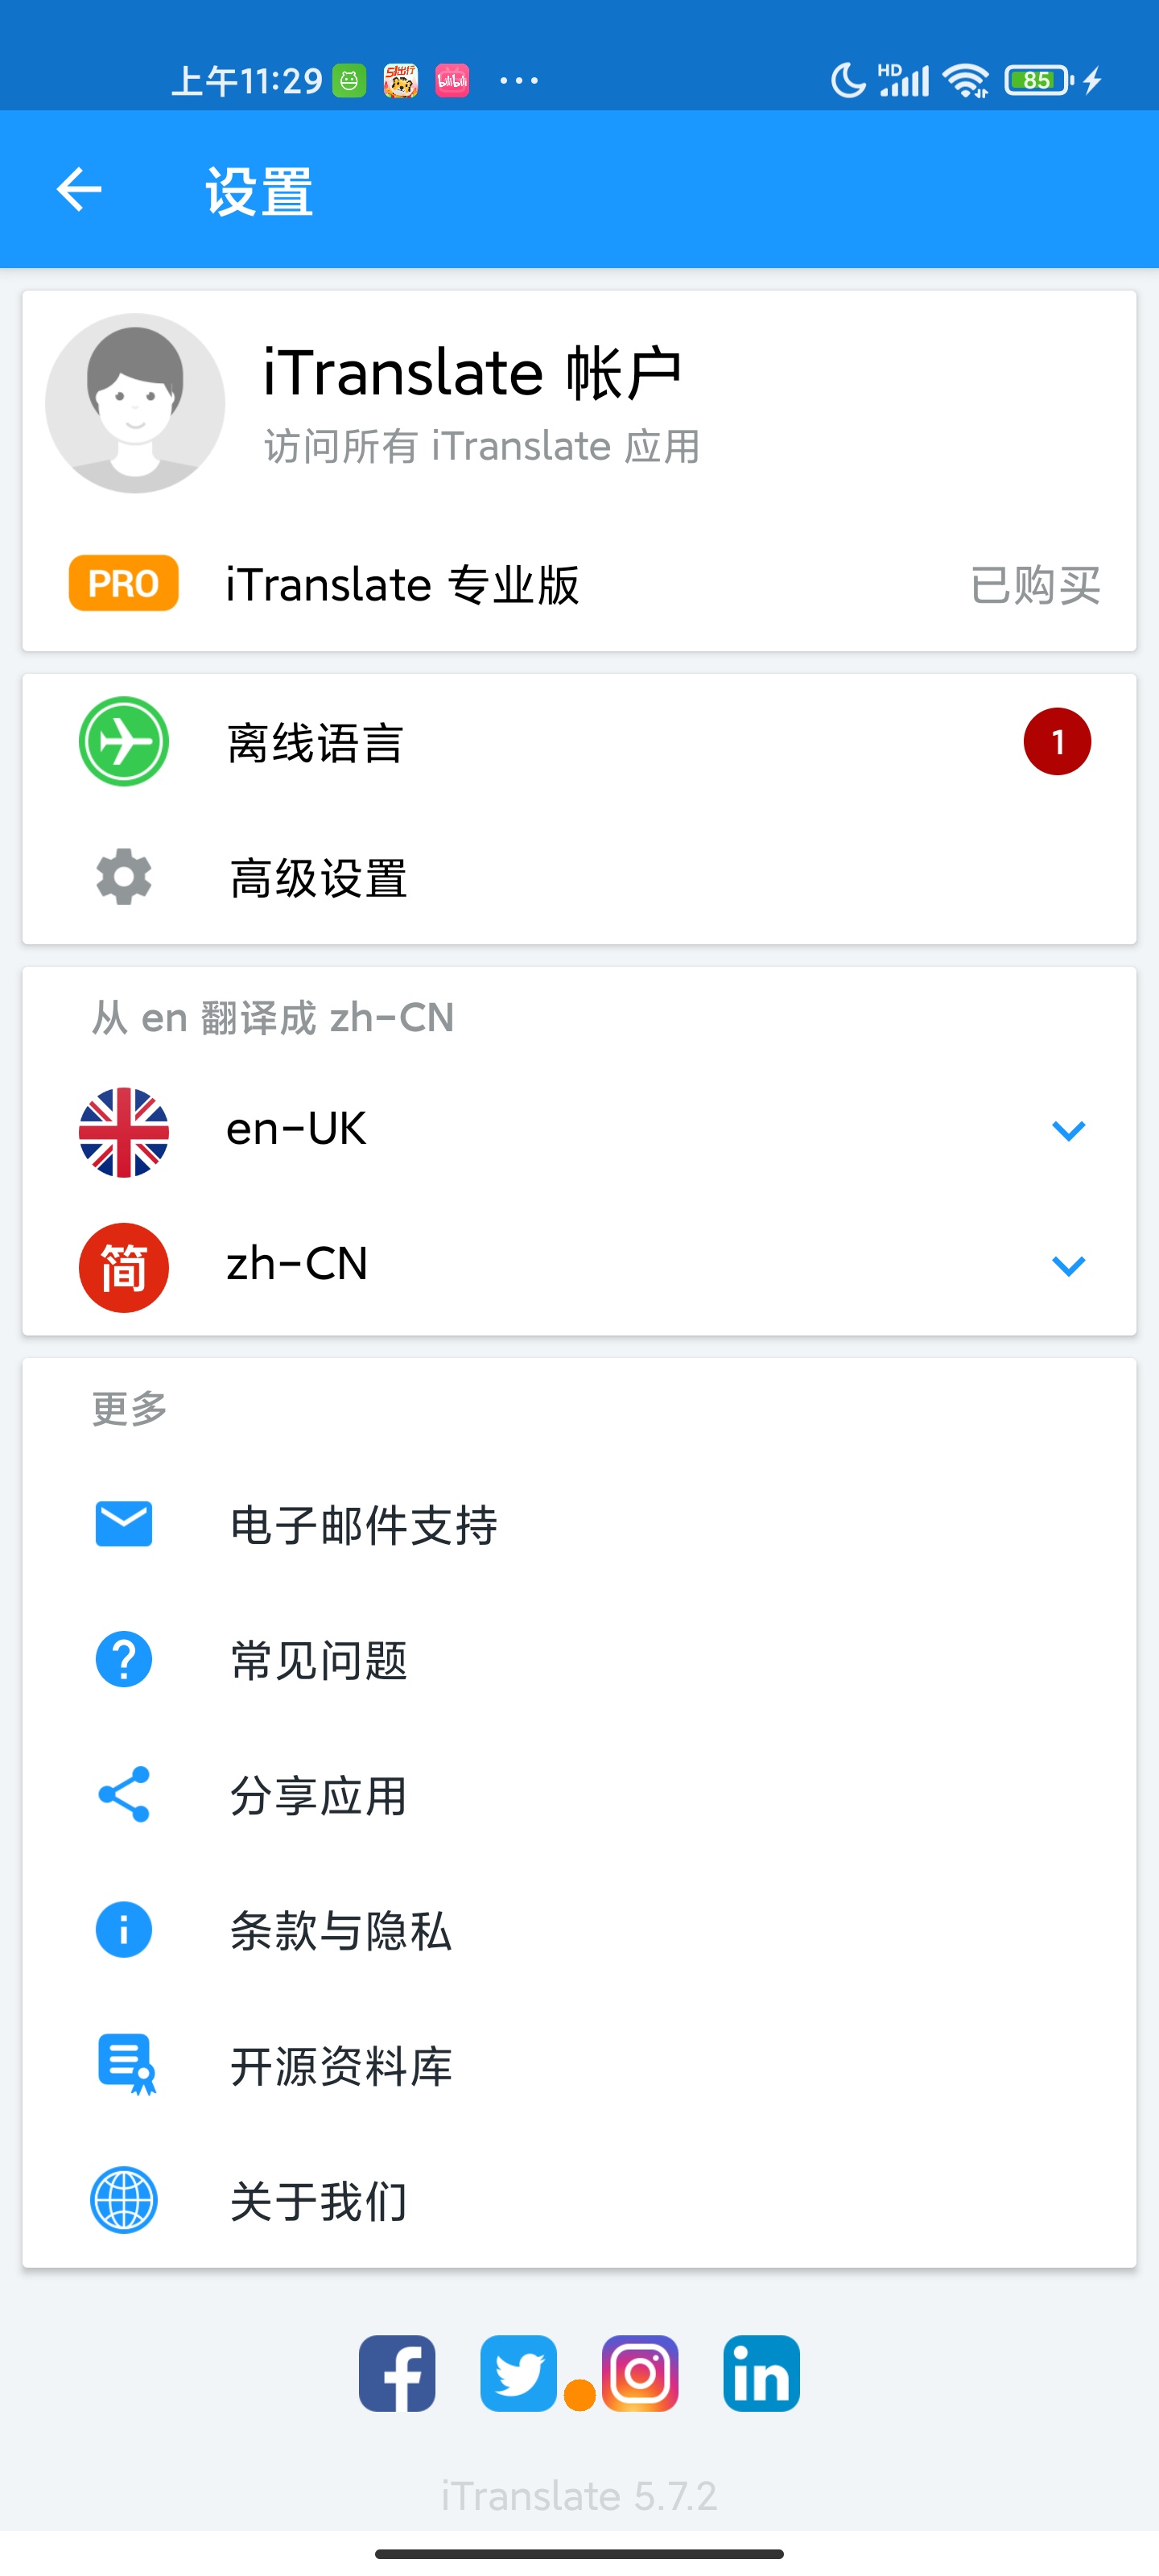 上午11:29 HD 85
设置
iTranslate 帐户
访问所有 iTranslate 应用
PRO iTranslate 专业版 已购买
离线语言 1
高级设置
从 en 翻译成 zh-CN
en-UK
简 zh-CN
更多
电子邮件支持
常见问题
分享应用
条款与隐私
开源资料库
关于我们
iTranslate 5.7.2